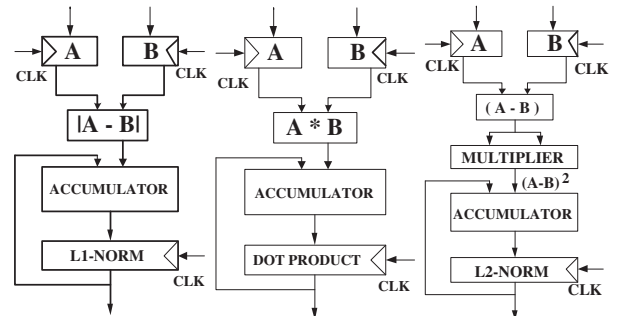 A
B
CLK
CLK
|A - B|
ACCUMULATOR
L1-NORM
CLK
A
B
CLK
CLK
A * B
ACCUMULATOR
DOT PRODUCT
CLK
A
B
CLK
CLK
( A - B )
MULTIPLIER
(A-B)²
ACCUMULATOR
L2-NORM
CLK